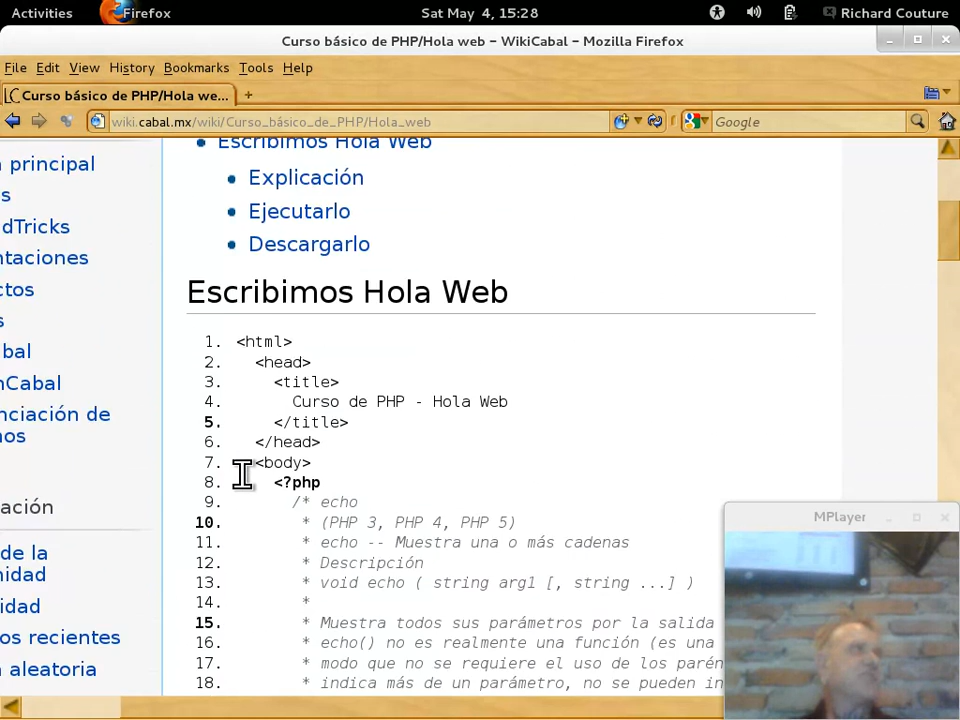 Activities Firefox Sat May 4, 15:28 Richard Couture
Curso básico de PHP/Hola web - WikiCabal - Mozilla Firefox
File Edit View History Bookmarks Tools Help
Curso básico de PHP/Hola we...
wiki.cabal.mx/wiki/Curso_básico_de_PHP/Hola_web Google
n principal
s
dTricks
ntaciones
ctos
s
bal
nCabal
nciación de
nos
ación
de la
nidad
idad
os recientes
n aleatoria
Escribimos Hola Web
Explicación
Ejecutarlo
Descargarlo
Escribimos Hola Web
1. <html>
2. <head>
3. <title>
4. Curso de PHP - Hola Web
5. </title>
6. </head>
7. <body>
8. <?php
9. /* echo
10. * (PHP 3, PHP 4, PHP 5)
11. * echo -- Muestra una o más cadenas
12. * Descripción
13. * void echo ( string arg1 [, string ...] )
14. *
15. * Muestra todos sus parámetros por la salida
16. * echo() no es realmente una función (es una
17. * modo que no se requiere el uso de los parén
18. * indica más de un parámetro, no se pueden in
MPlayer